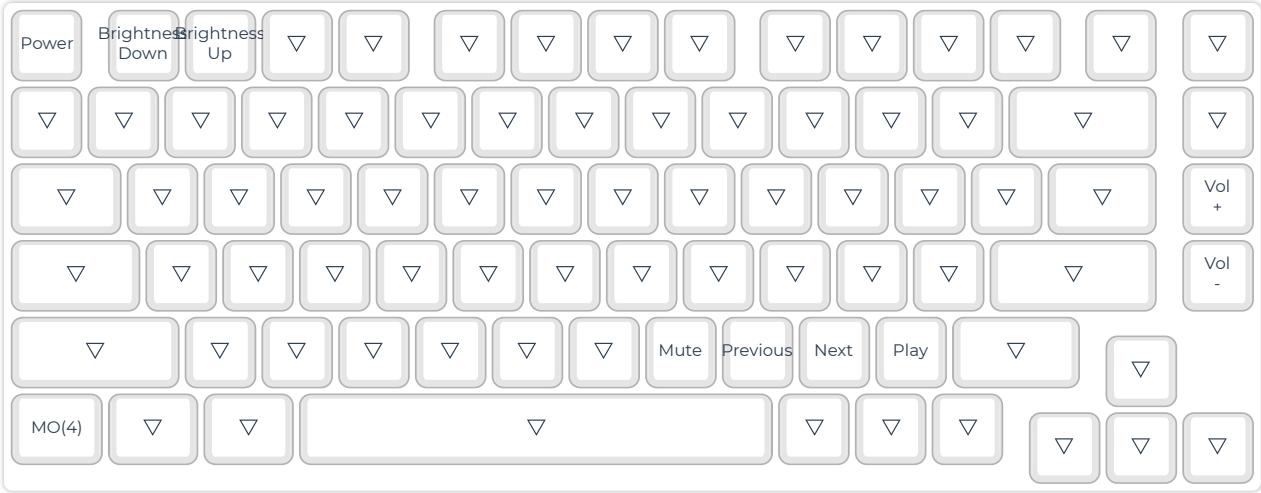 Power
Brightness
Down
Brightness
Up
▽ ▽ ▽ ▽ ▽ ▽ ▽ ▽ ▽ ▽ ▽ ▽
▽ ▽ ▽ ▽ ▽ ▽ ▽ ▽ ▽ ▽ ▽ ▽ ▽ ▽ ▽
▽ ▽ ▽ ▽ ▽ ▽ ▽ ▽ ▽ ▽ ▽ ▽ ▽ ▽
Vol
+
▽ ▽ ▽ ▽ ▽ ▽ ▽ ▽ ▽ ▽ ▽ ▽ ▽
Vol
-
▽ ▽ ▽ ▽ ▽ ▽ ▽ Mute Previous Next Play ▽ ▽
MO(4) ▽ ▽ ▽ ▽ ▽ ▽ ▽ ▽ ▽